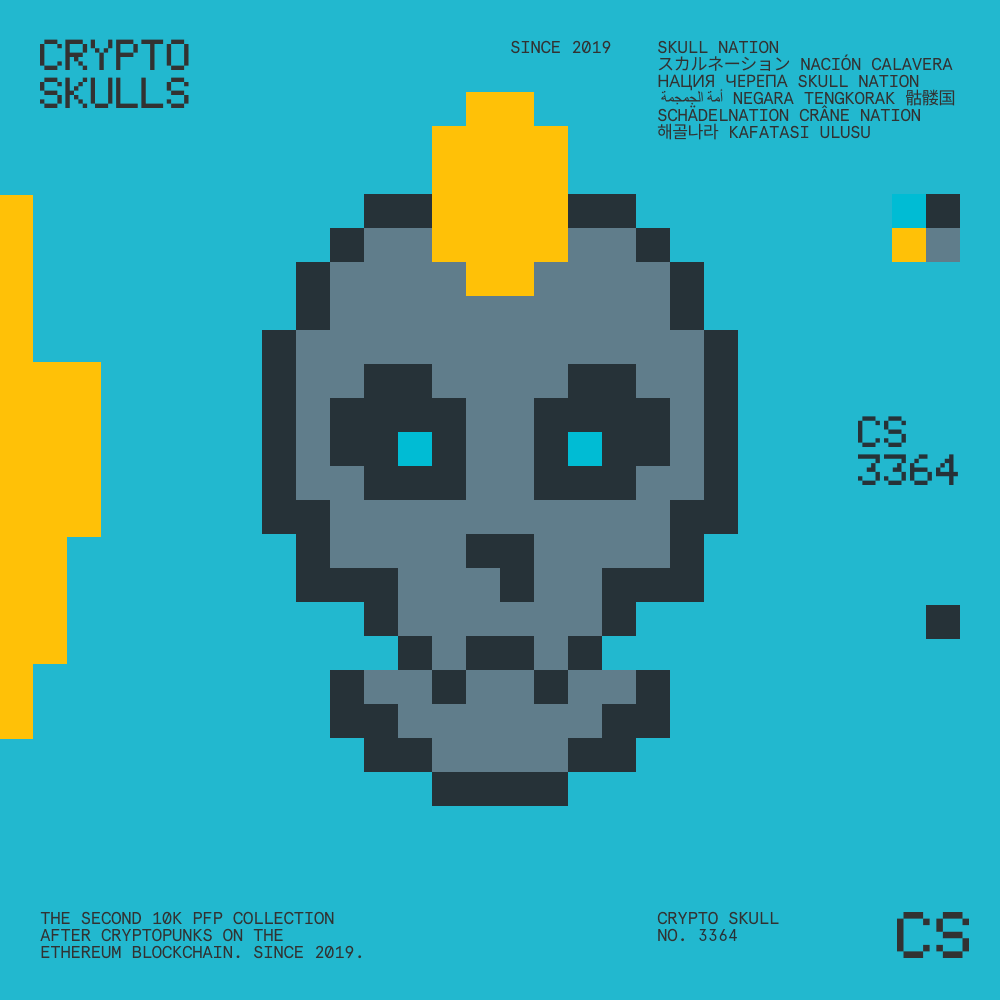 CRYPTO
SKULLS
SINCE 2019
SKULL NATION
スカルネーション NACIÓN CALAVERA
НАЦИЯ ЧЕРЕПА SKULL NATION
أمة الجمجمة NEGARA TENGKORAK 骷髅国
SCHÄDELNATION CRÂNE NATION
해골나라 KAFATASI ULUSU
CS
3364
THE SECOND 10K PFP COLLECTION
AFTER CRYPTOPUNKS ON THE
ETHEREUM BLOCKCHAIN. SINCE 2019.
CRYPTO SKULL
NO. 3364
CS